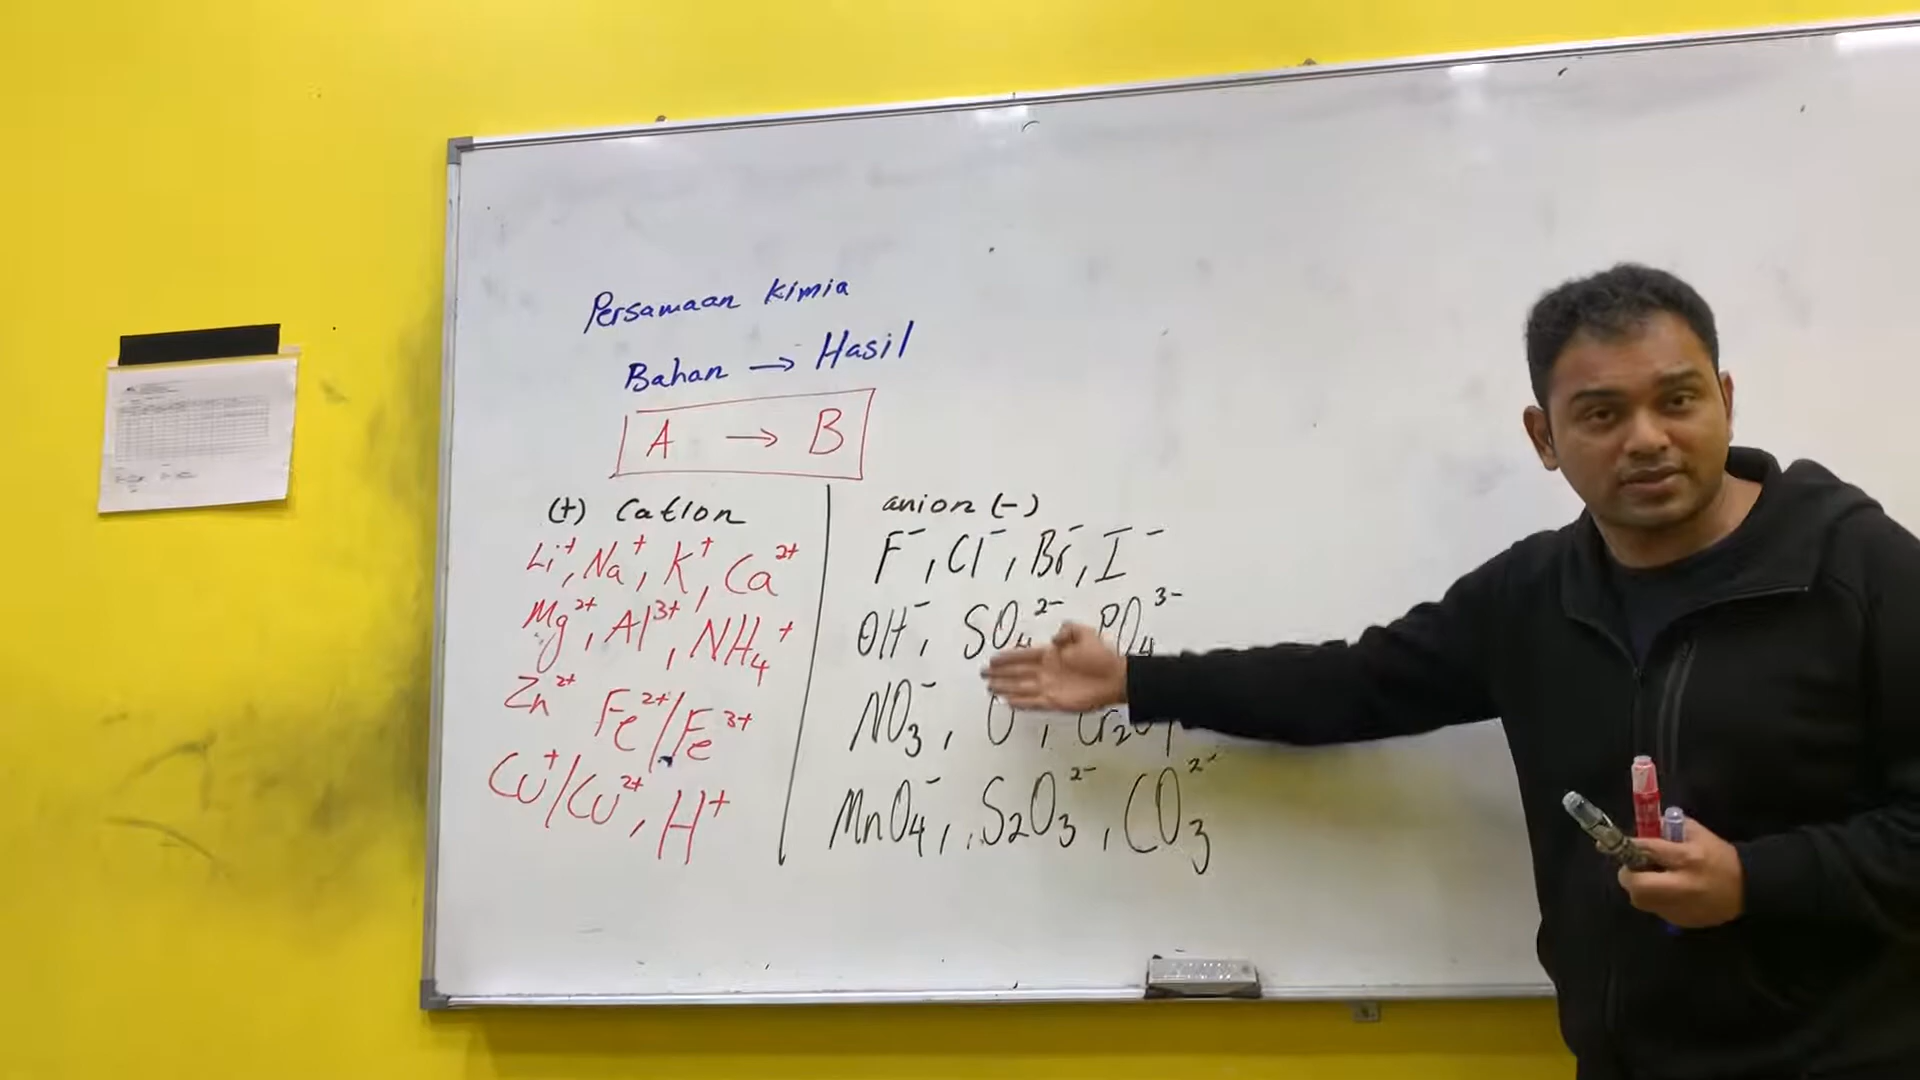 Persamaan Kimia
Bahan → Hasil
A → B
(+) Cation
Li⁺, Na⁺, K⁺, Ca²⁺
Mg²⁺, Al³⁺, NH₄⁺
Zn²⁺ Fe²⁺/Fe³⁺
Cu⁺/Cu²⁺, H⁺
anion (-)
F⁻, Cl⁻, Br⁻, I⁻
OH⁻, SO₄²⁻ PO₄³⁻
NO₃⁻, O , Cr₂O
MnO₄⁻, S₂O₃²⁻, CO₃²⁻